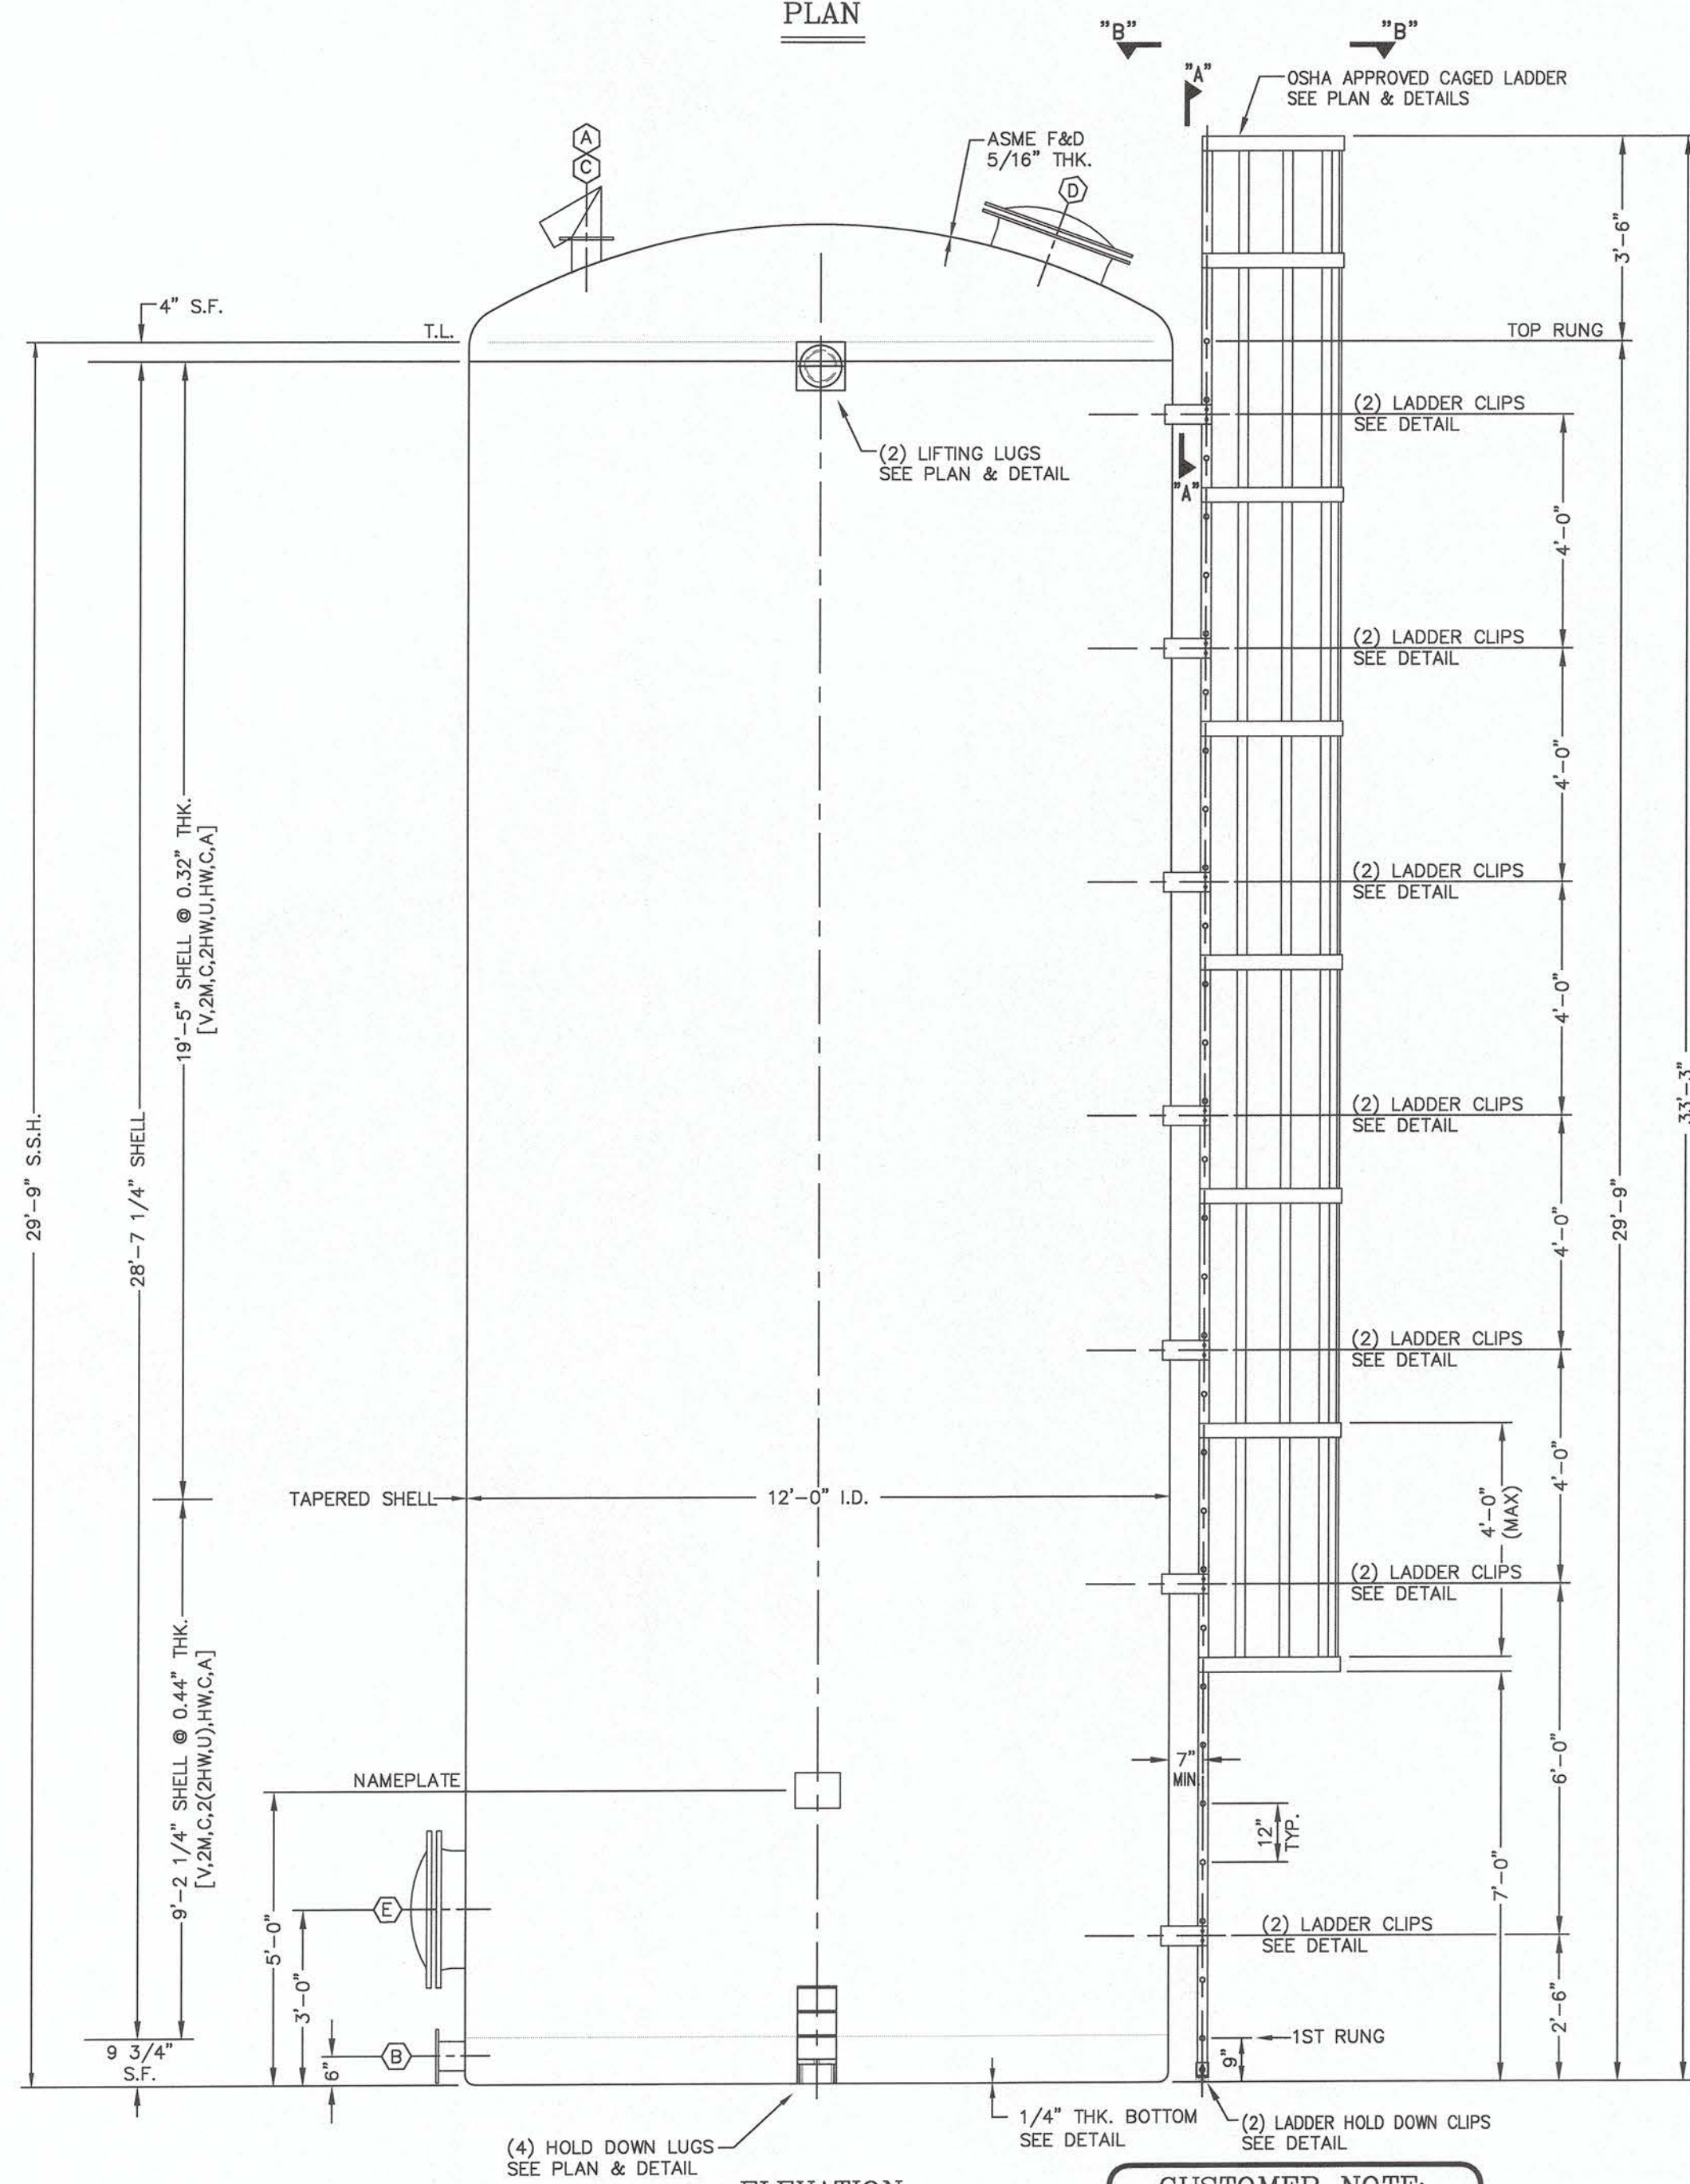 PLAN
"B"
"B"
"A"
OSHA APPROVED CAGED LADDER
SEE PLAN & DETAILS
A
C
ASME F&D
5/16" THK.
D
3'-6"
4" S.F.
T.L.
TOP RUNG
(2) LADDER CLIPS
SEE DETAIL
(2) LIFTING LUGS
SEE PLAN & DETAIL
"A"
4'-0"
(2) LADDER CLIPS
SEE DETAIL
4'-0"
19'-5" SHELL @ 0.32" THK.
[V,2M,C,2HW,U,HW,C,A]
(2) LADDER CLIPS
SEE DETAIL
4'-0"
33'-3"
29'-9" S.S.H.
28'-7 1/4" SHELL
(2) LADDER CLIPS
SEE DETAIL
4'-0"
29'-9"
(2) LADDER CLIPS
SEE DETAIL
4'-0"
TAPERED SHELL
12'-0" I.D.
4'-0"
(MAX)
(2) LADDER CLIPS
SEE DETAIL
9'-2 1/4" SHELL @ 0.44" THK.
[V,2M,C,2(2HW,U),HW,C,A]
NAMEPLATE
7"
MIN.
6'-0"
12"
TYP.
7'-0"
E
5'-0"
3'-0"
(2) LADDER CLIPS
SEE DETAIL
2'-6"
1ST RUNG
9"
9 3/4"
S.F.
6"
B
1/4" THK. BOTTOM
SEE DETAIL
(2) LADDER HOLD DOWN CLIPS
SEE DETAIL
(4) HOLD DOWN LUGS
SEE PLAN & DETAIL
ELEVATION
CUSTOMER NOTE: